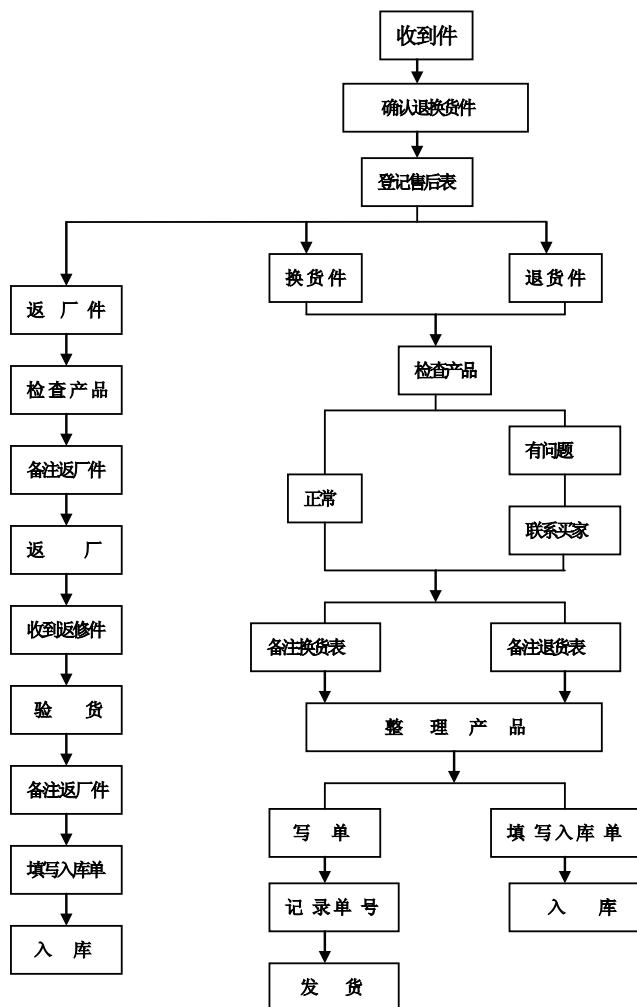 收到件
确认退换货件
登记售后表
返 厂 件
换 货 件
退 货 件
检 查 产 品
检查产品
备注返厂件
有问题
正常
返 厂
联系买家
收到返修件
备注换货表
备注退货表
验 货
整 理 产 品
备注返厂件
写 单
填 写入库 单
填写入库单
记 录 单 号
入 库
入 库
发 货